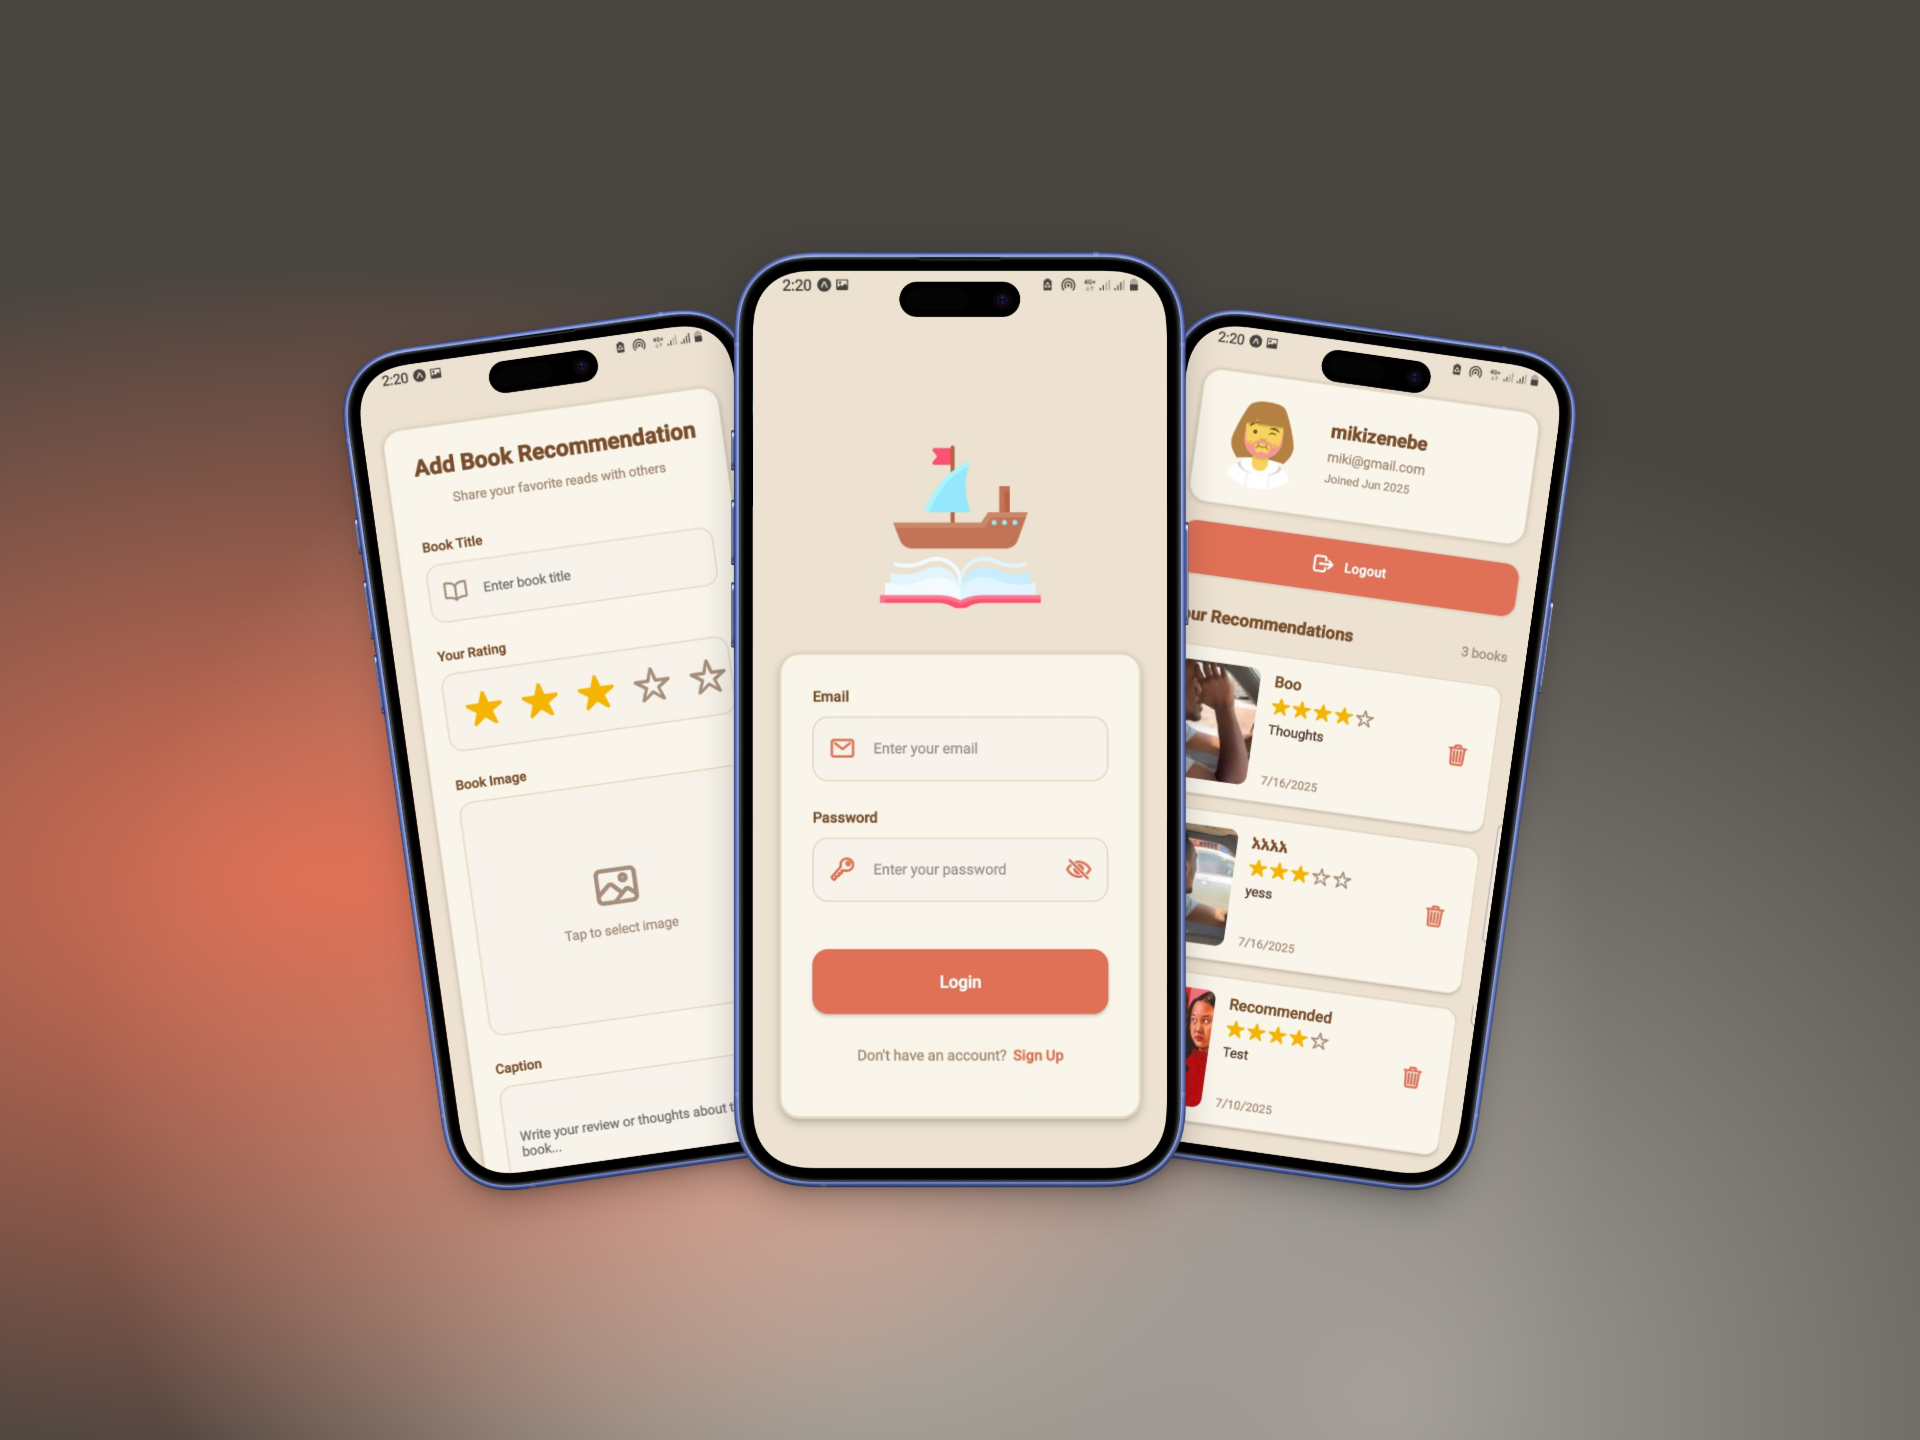 2:20
Add Book Recommendation
Share your favorite reads with others
Book Title
Enter book title
Your Rating
Book Image
Tap to select image
Caption
Write your review or thoughts about
book...
2:20
4G+
Email
Enter your email
Password
Enter your password
Login
Don't have an account? Sign Up
2:20
mikizenebe
miki@gmail.com
Joined Jun 2025
Logout
our Recommendations
3 books
Boo
Thoughts
7/16/2025
አአአአ
yess
7/16/2025
Recommended
Test
7/10/2025